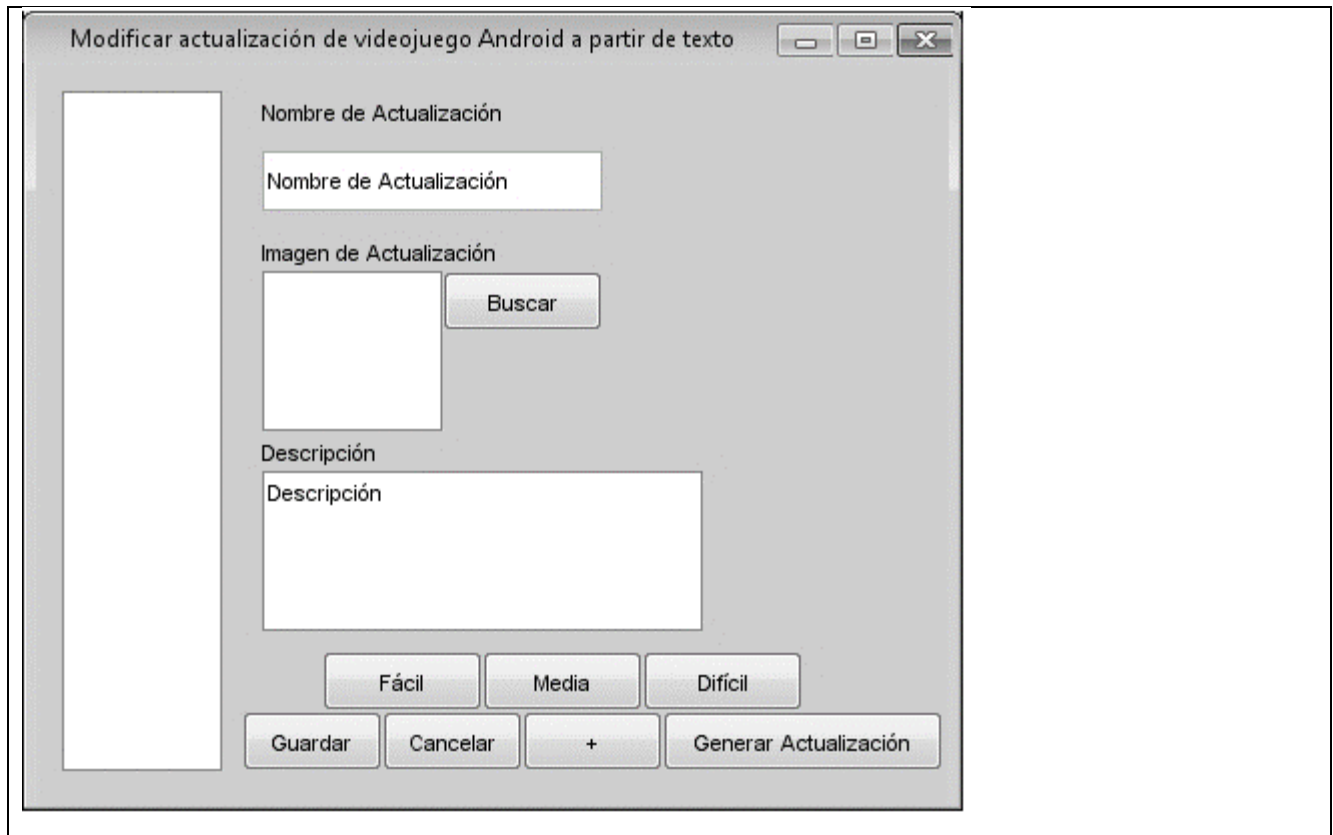 Modificar actualización de videojuego Android a partir de texto
Nombre de Actualización
Nombre de Actualización
Imagen de Actualización
Buscar
Descripción
Descripción
Fácil Media Difícil
Guardar Cancelar + Generar Actualización